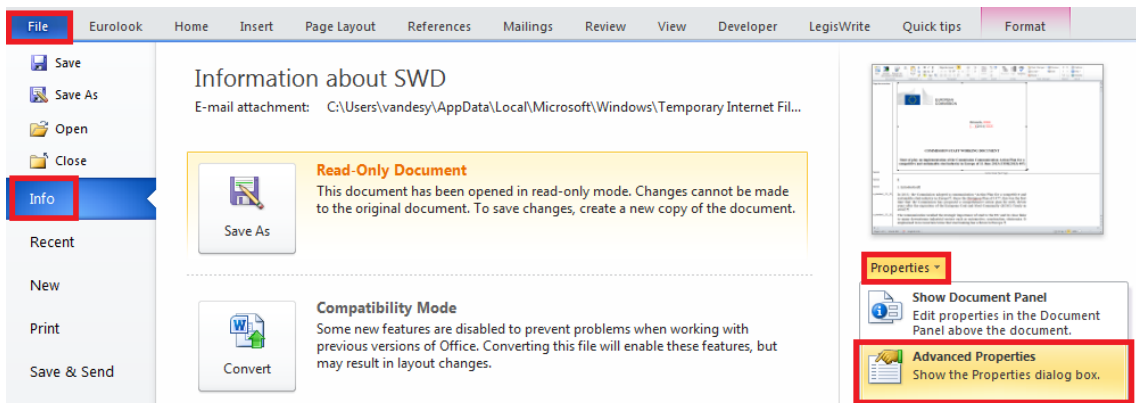 File Eurolook Home Insert Page Layout References Mailings Review View Developer LegisWrite Quick tips Format
Save
Save As
Open
Close
Info
Recent
New
Print
Save & Send
Information about SWD
E-mail attachment: C:\Users\vandesy\AppData\Local\Microsoft\Windows\Temporary Internet Fil...
Save As
Read-Only Document
This document has been opened in read-only mode. Changes cannot be made
to the original document. To save changes, create a new copy of the document.
Convert
Compatibility Mode
Some new features are disabled to prevent problems when working with
previous versions of Office. Converting this file will enable these features, but
may result in layout changes.
COMMISSION STAFF WORKING DOCUMENT
Properties
Show Document Panel
Edit properties in the Document
Panel above the document.
Advanced Properties
Show the Properties dialog box.